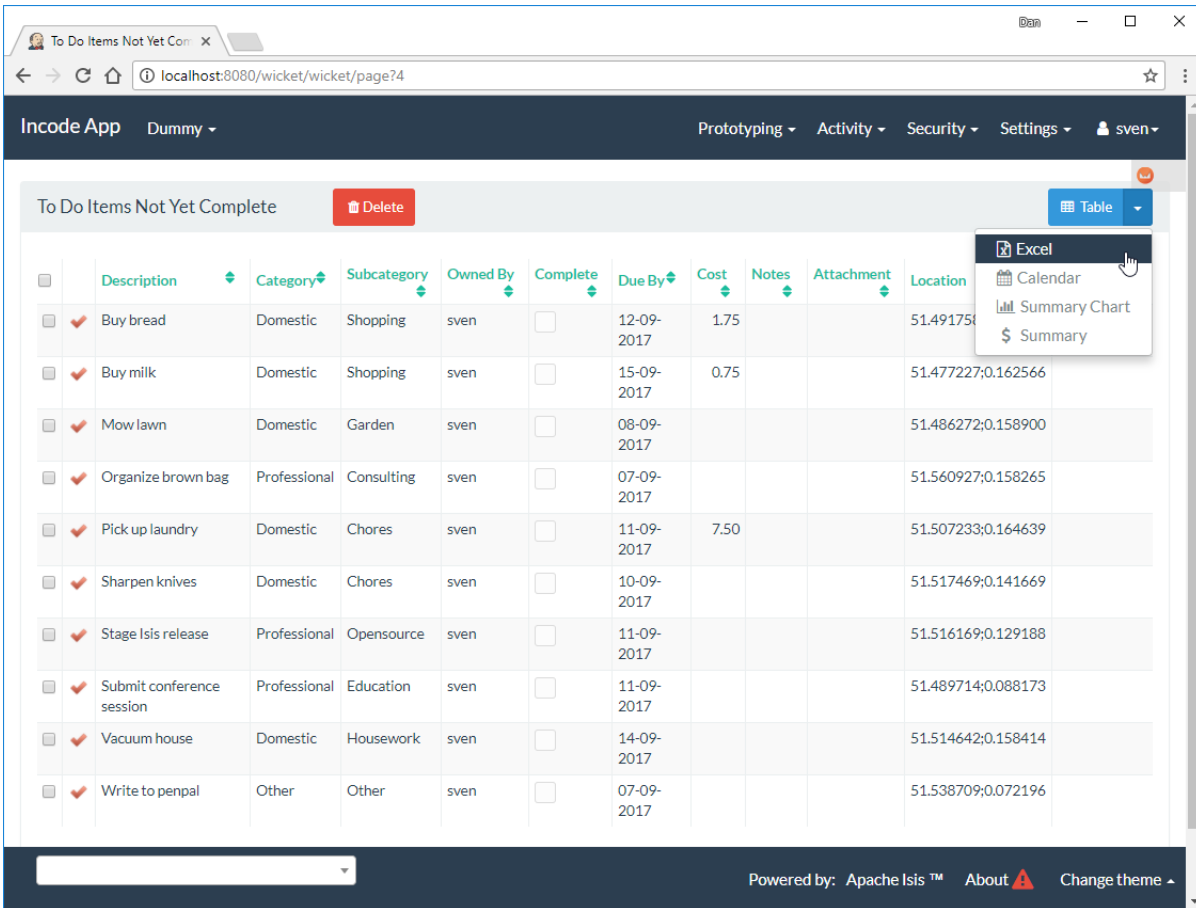 Dan
To Do Items Not Yet Com
localhost:8080/wicket/wicket/page?4
Incode App Dummy Prototyping Activity Security Settings sven
To Do Items Not Yet Complete Delete Table
Excel
Calendar
Summary Chart
$ Summary
Description Category Subcategory Owned By Complete Due By Cost Notes Attachment Location
Buy bread Domestic Shopping sven 12-09- 1.75 51.491758
2017
Buy milk Domestic Shopping sven 15-09- 0.75 51.477227;0.162566
2017
Mow lawn Domestic Garden sven 08-09- 51.486272;0.158900
2017
Organize brown bag Professional Consulting sven 07-09- 51.560927;0.158265
2017
Pick up laundry Domestic Chores sven 11-09- 7.50 51.507233;0.164639
2017
Sharpen knives Domestic Chores sven 10-09- 51.517469;0.141669
2017
Stage Isis release Professional Opensource sven 11-09- 51.516169;0.129188
2017
Submit conference Professional Education sven 11-09- 51.489714;0.088173
session 2017
Vacuum house Domestic Housework sven 14-09- 51.514642;0.158414
2017
Write to penpal Other Other sven 07-09- 51.538709;0.072196
2017
Powered by: Apache Isis ™ About Change theme